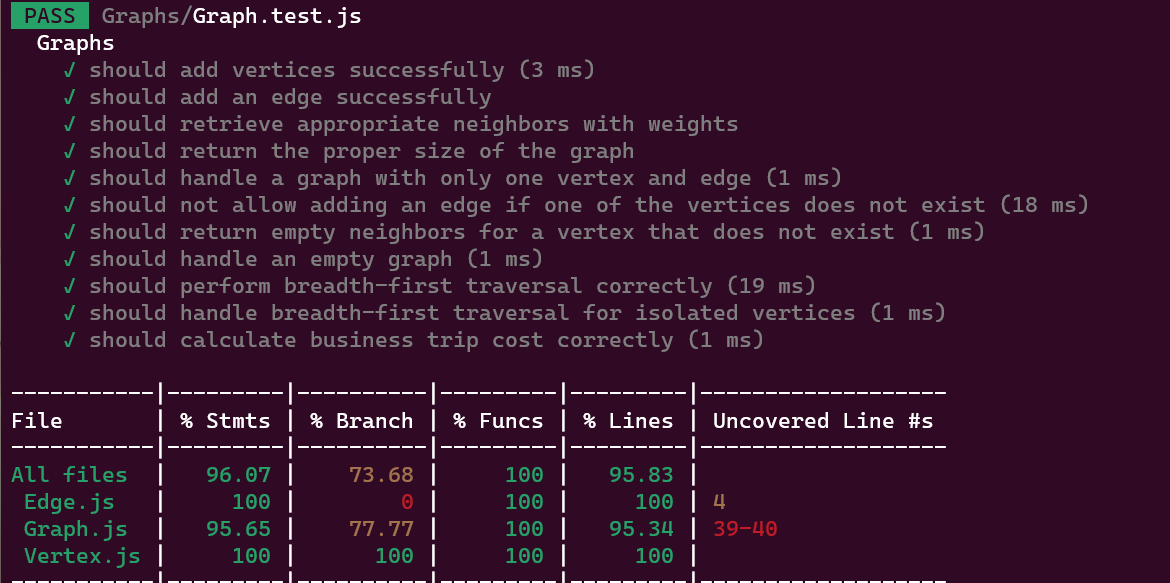 PASS Graphs/Graph.test.js
Graphs
√ should add vertices successfully (3 ms)
√ should add an edge successfully
√ should retrieve appropriate neighbors with weights
√ should return the proper size of the graph
√ should handle a graph with only one vertex and edge (1 ms)
√ should not allow adding an edge if one of the vertices does not exist (18 ms)
√ should return empty neighbors for a vertex that does not exist (1 ms)
√ should handle an empty graph (1 ms)
√ should perform breadth-first traversal correctly (19 ms)
√ should handle breadth-first traversal for isolated vertices (1 ms)
√ should calculate business trip cost correctly (1 ms)
-----------|---------|----------|---------|---------|-------------------
File | % Stmts | % Branch | % Funcs | % Lines | Uncovered Line #s
-----------|---------|----------|---------|---------|-------------------
All files | 96.07 | 73.68 | 100 | 95.83 |
Edge.js | 100 | 0 | 100 | 100 | 4
Graph.js | 95.65 | 77.77 | 100 | 95.34 | 39-40
Vertex.js | 100 | 100 | 100 | 100 |
-----------|---------|----------|---------|---------|-------------------